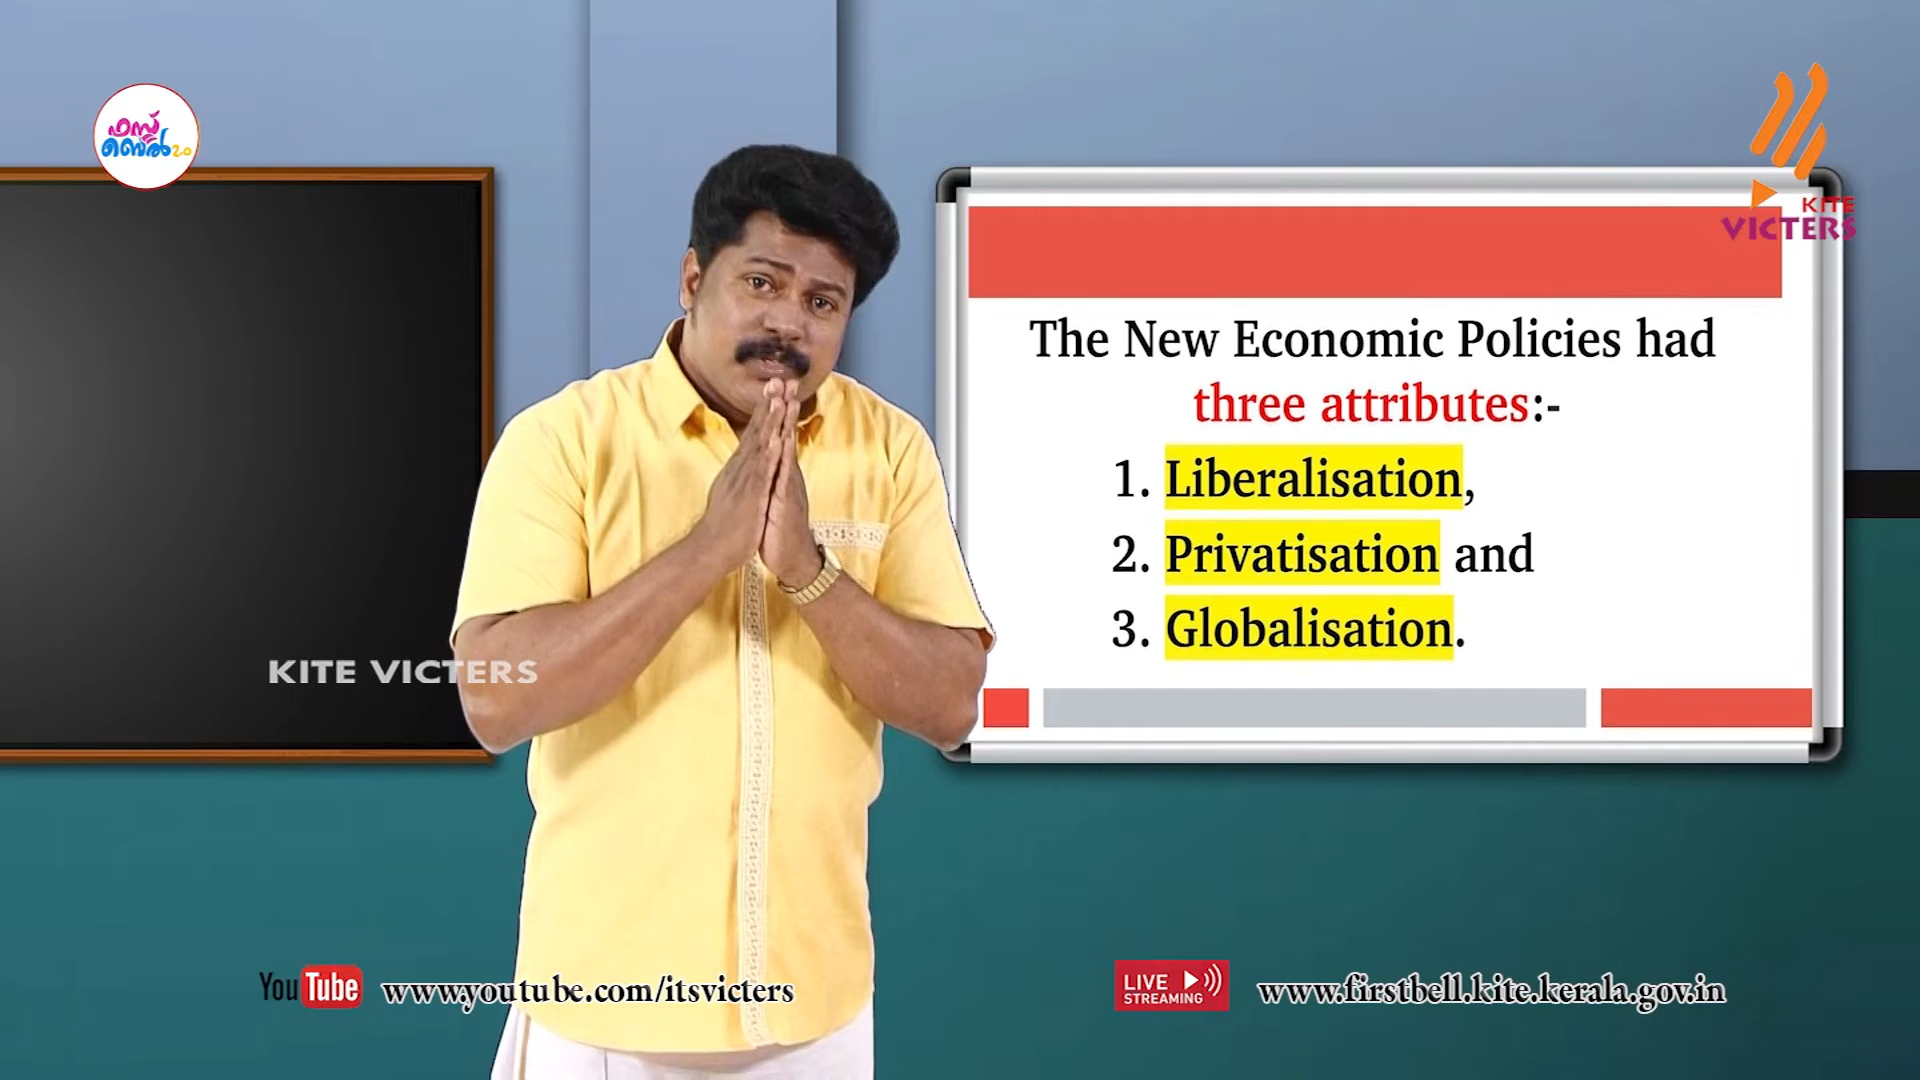 ഫസ്റ്റ്
ബെൽ 2.0
KITE
VICTERS
The New Economic Policies had
three attributes:-
1. Liberalisation,
2. Privatisation and
3. Globalisation.
KITE VICTERS
YouTube www.youtube.com/itsvicters
LIVE
STREAMING
www.firstbell.kite.kerala.gov.in